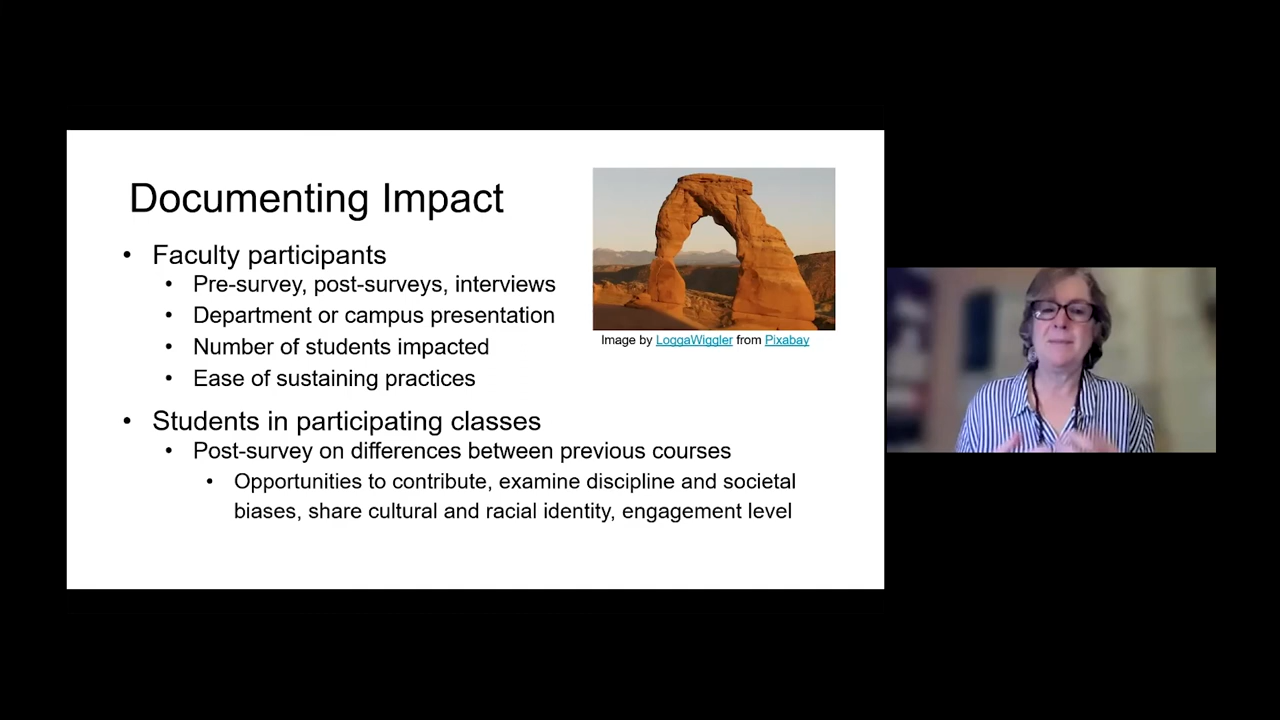 Documenting Impact
• Faculty participants
• Pre-survey, post-surveys, interviews
• Department or campus presentation
• Number of students impacted
• Ease of sustaining practices
Image by LoggaWiggler from Pixabay
• Students in participating classes
• Post-survey on differences between previous courses
• Opportunities to contribute, examine discipline and societal
biases, share cultural and racial identity, engagement level